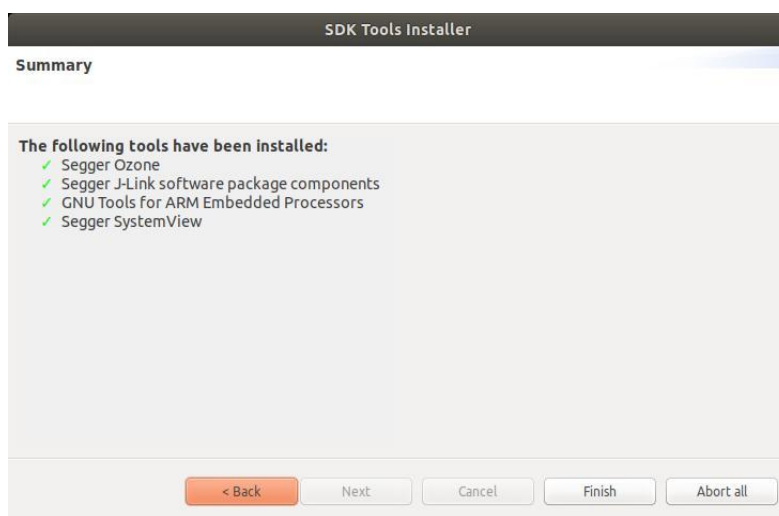 SDK Tools Installer
Summary
The following tools have been installed:
✓ Segger Ozone
✓ Segger J-Link software package components
✓ GNU Tools for ARM Embedded Processors
✓ Segger SystemView
< Back Next Cancel Finish Abort all